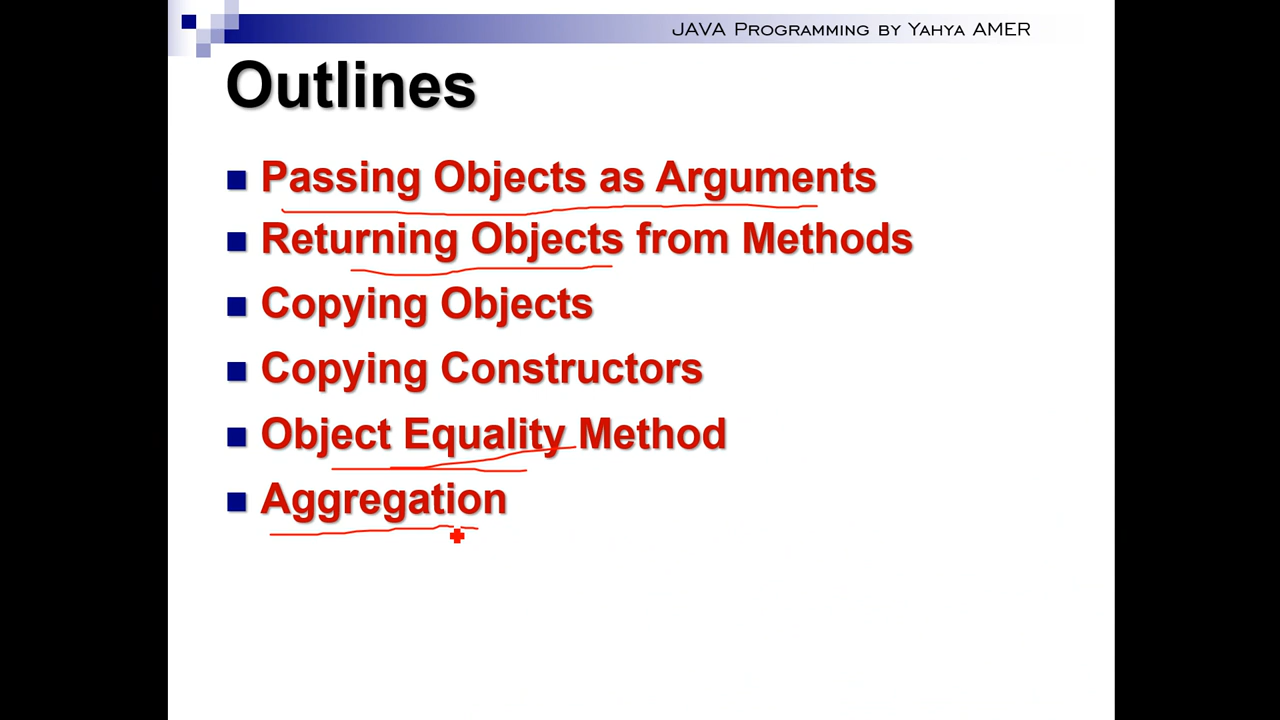 JAVA PROGRAMMING BY YAHYA AMER
Outlines
Passing Objects as Arguments
Returning Objects from Methods
Copying Objects
Copying Constructors
Object Equality Method
Aggregation